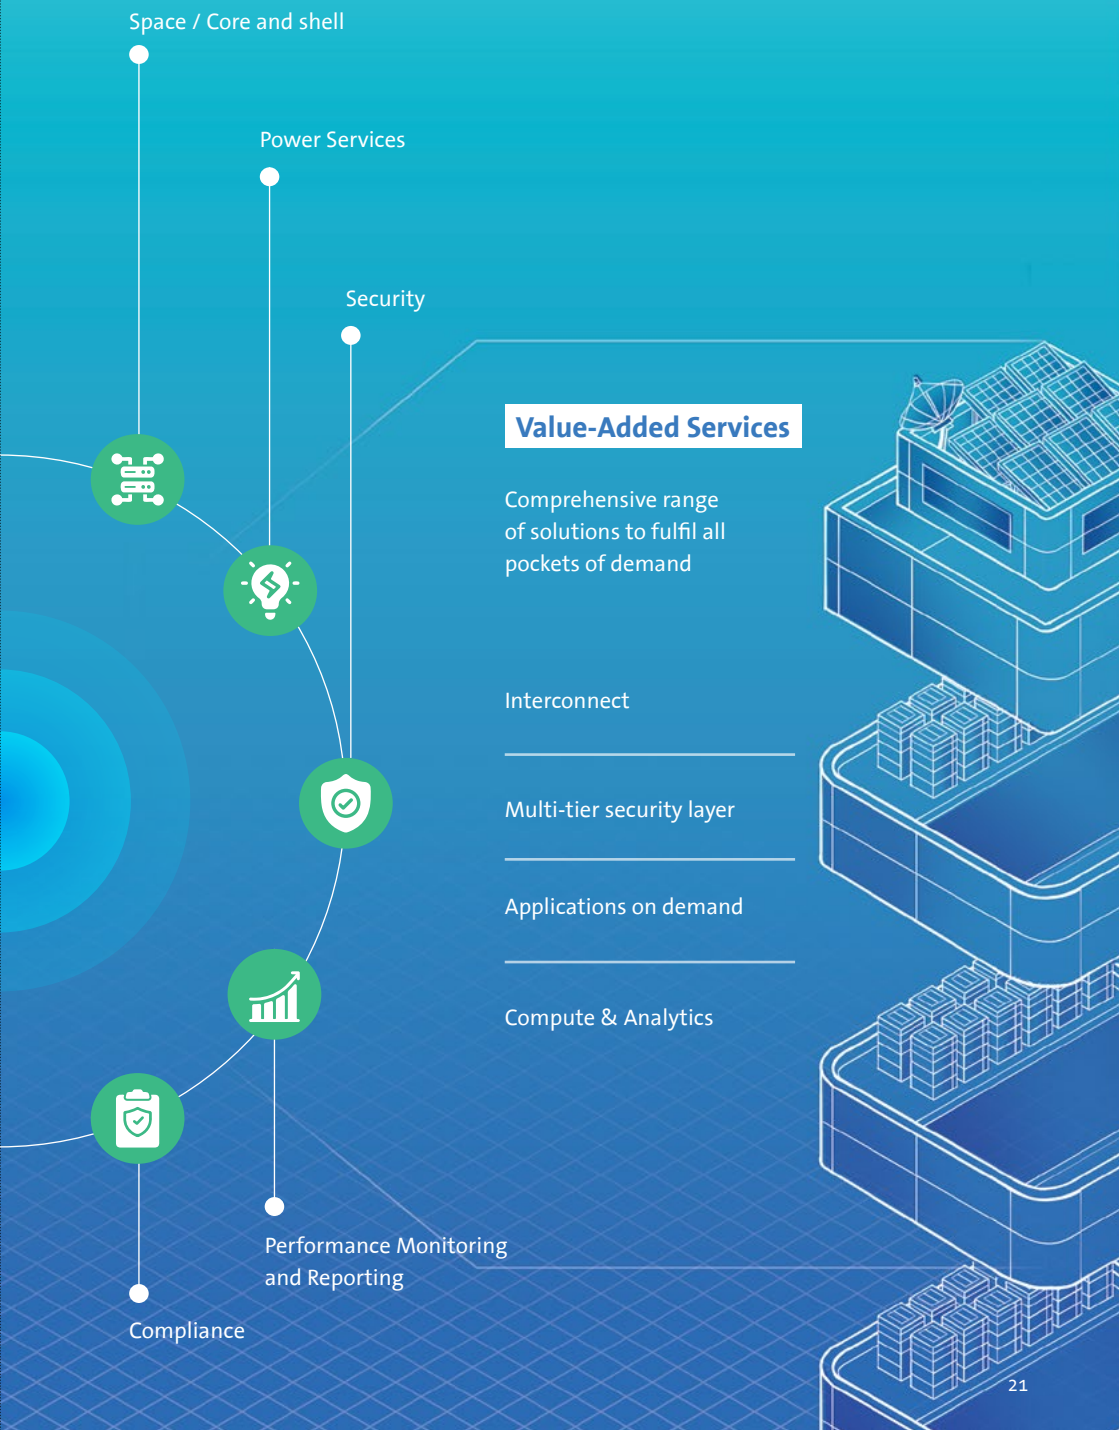 Space / Core and shell
Power Services
Security
Value-Added Services
Comprehensive range
of solutions to fulfil all
pockets of demand
Interconnect
Multi-tier security layer
Applications on demand
Compute & Analytics
Performance Monitoring
and Reporting
Compliance
21